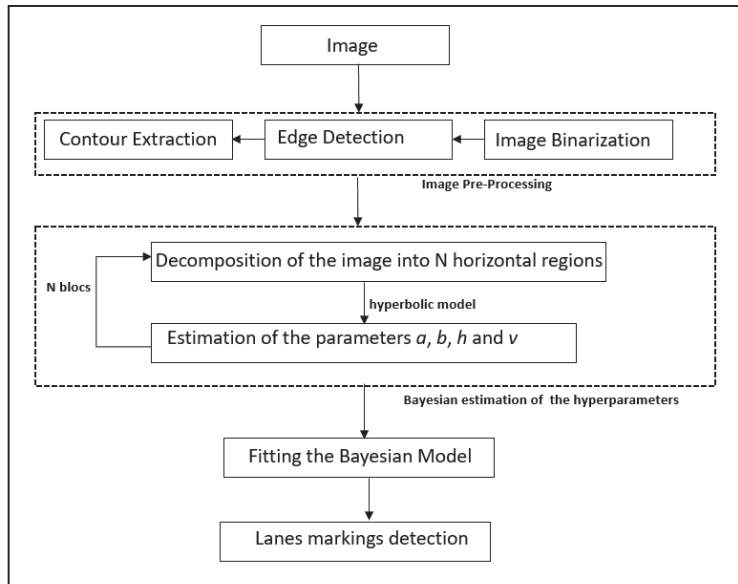 Image
Contour Extraction
Edge Detection
Image Binarization
Image Pre-Processing
Decomposition of the image into N horizontal regions
N blocs
hyperbolic model
Estimation of the parameters a, b, h and v
Bayesian estimation of the hyperparameters
Fitting the Bayesian Model
Lanes markings detection